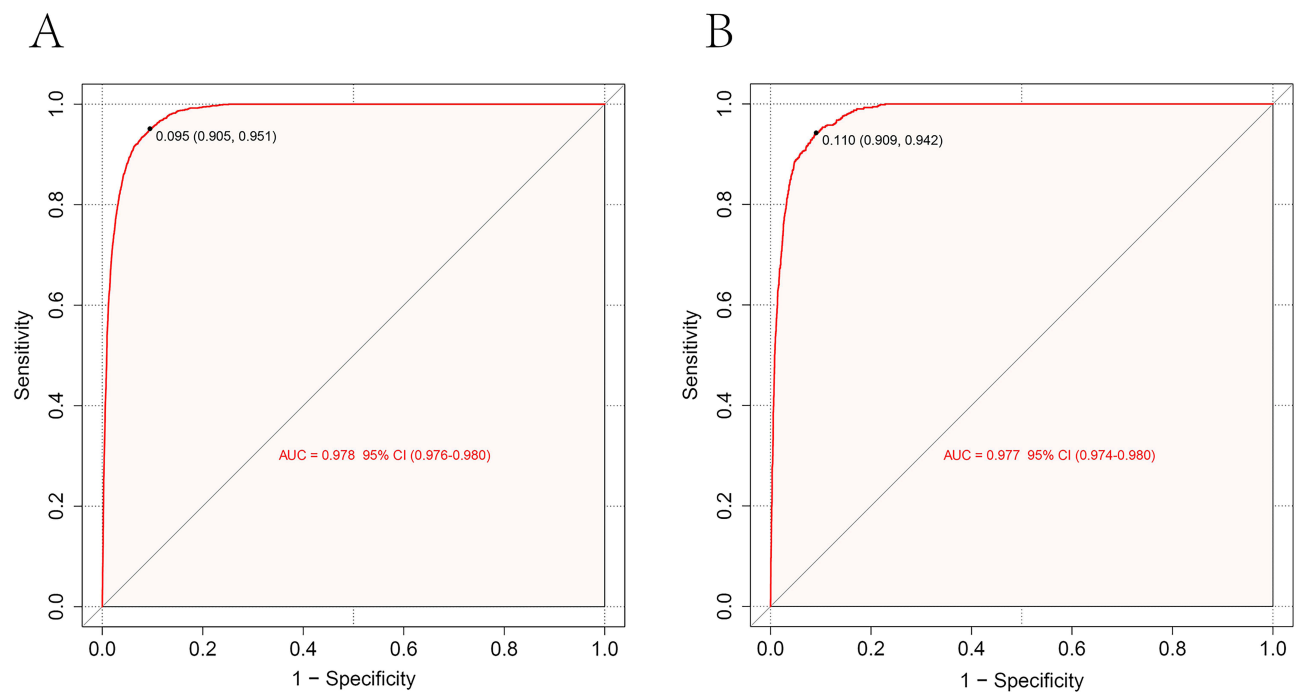 A
1.0
0.8
0.6
0.4
0.2
0.0
Sensitivity
0.095 (0.905, 0.951)
AUC = 0.978 95% CI (0.976-0.980)
0.0 0.2 0.4 0.6 0.8 1.0
1 − Specificity
B
1.0
0.8
0.6
0.4
0.2
0.0
Sensitivity
0.110 (0.909, 0.942)
AUC = 0.977 95% CI (0.974-0.980)
0.0 0.2 0.4 0.6 0.8 1.0
1 − Specificity